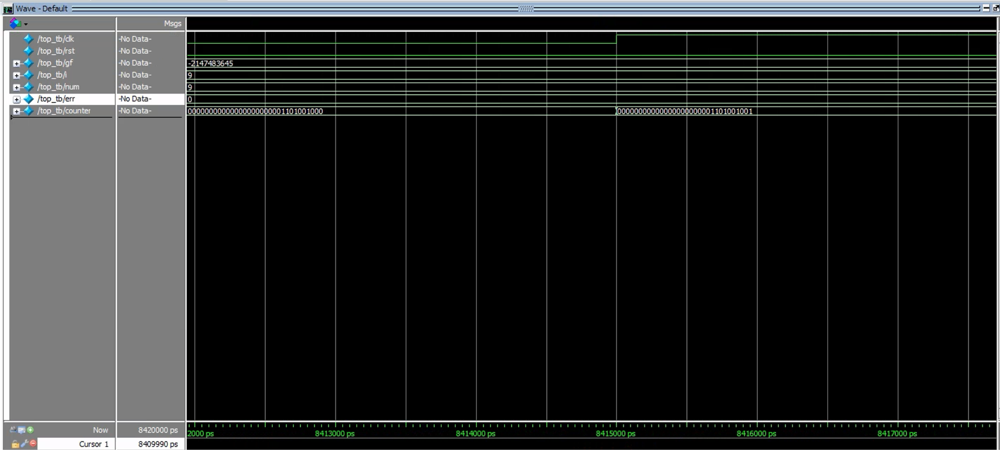 Wave - Default
Msgs
/top_tb/clk -No Data-
/top_tb/rst -No Data-
/top_tb/gf -No Data- -2147483645
/top_tb/i -No Data- 9
/top_tb/num -No Data- 9
/top_tb/err -No Data- 0
/top_tb/counter -No Data- 00000000000000000000001101001000 00000000000000000000001101001001
Now 8420000 ps 2000 ps 8413000 ps 8414000 ps 8415000 ps 8416000 ps 8417000 ps
Cursor 1 8409990 ps